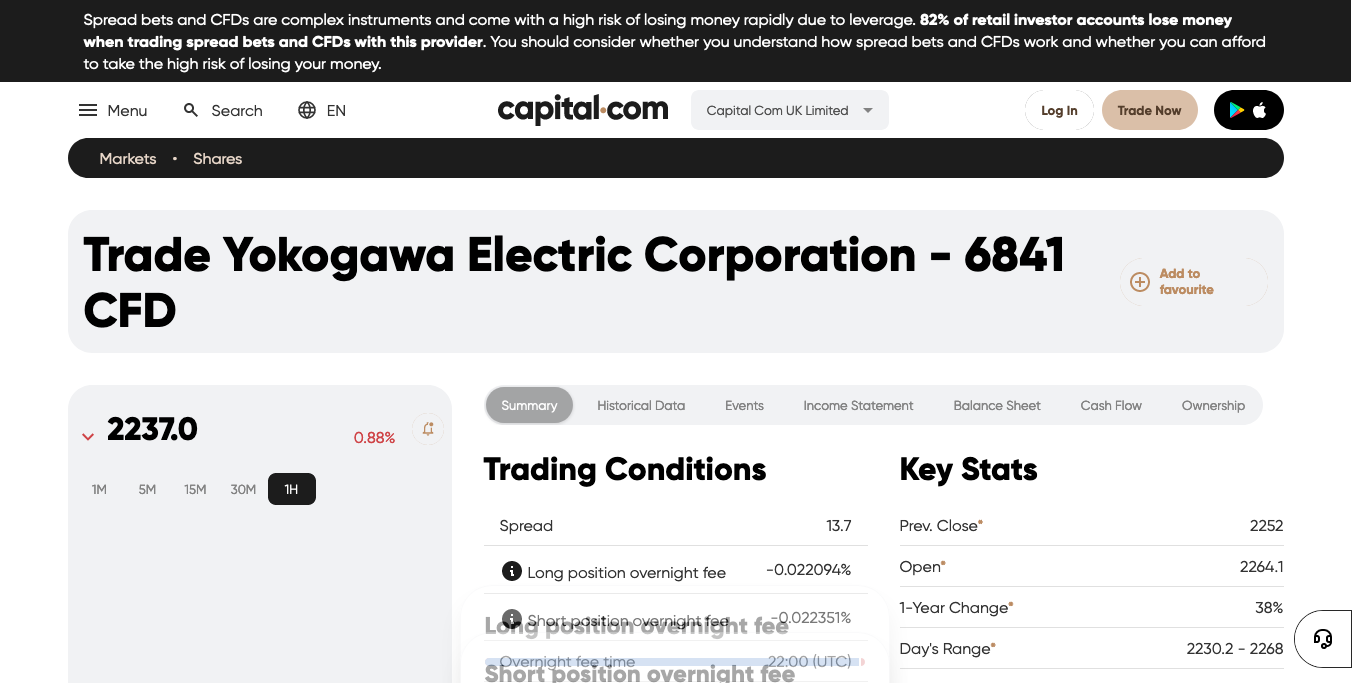 Spread bets and CFDs are complex instruments and come with a high risk of losing money rapidly due to leverage. 82% of retail investor accounts lose money
when trading spread bets and CFDs with this provider. You should consider whether you understand how spread bets and CFDs work and whether you can afford
to take the high risk of losing your money.
Menu
Search
EN
capital.com
Capital Com UK Limited
Log In
Trade Now
Markets • Shares
Trade Yokogawa Electric Corporation - 6841
CFD
Add to
favourite
2237.0
0.88%
1M 5M 15M 30M 1H
Summary Historical Data Events Income Statement Balance Sheet Cash Flow Ownership
Trading Conditions
Spread 13.7
Long position overnight fee -0.022094%
Short position overnight fee -0.022351%
Long position overnight fee
Overnight fee time 22:00 (UTC)
Short position overnight fee
Key Stats
Prev. Close* 2252
Open* 2264.1
1-Year Change* 38%
Day's Range* 2230.2 - 2268